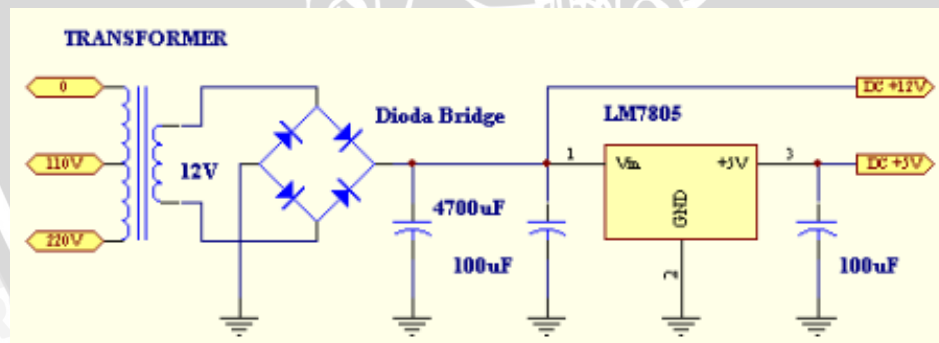 TRANSFORMER
0
110V
220V
12V
Dioda Bridge
4700uF
100uF
LM7805
1
Vin
+5V
GND
2
3
DC +12V
DC +5V
100uF